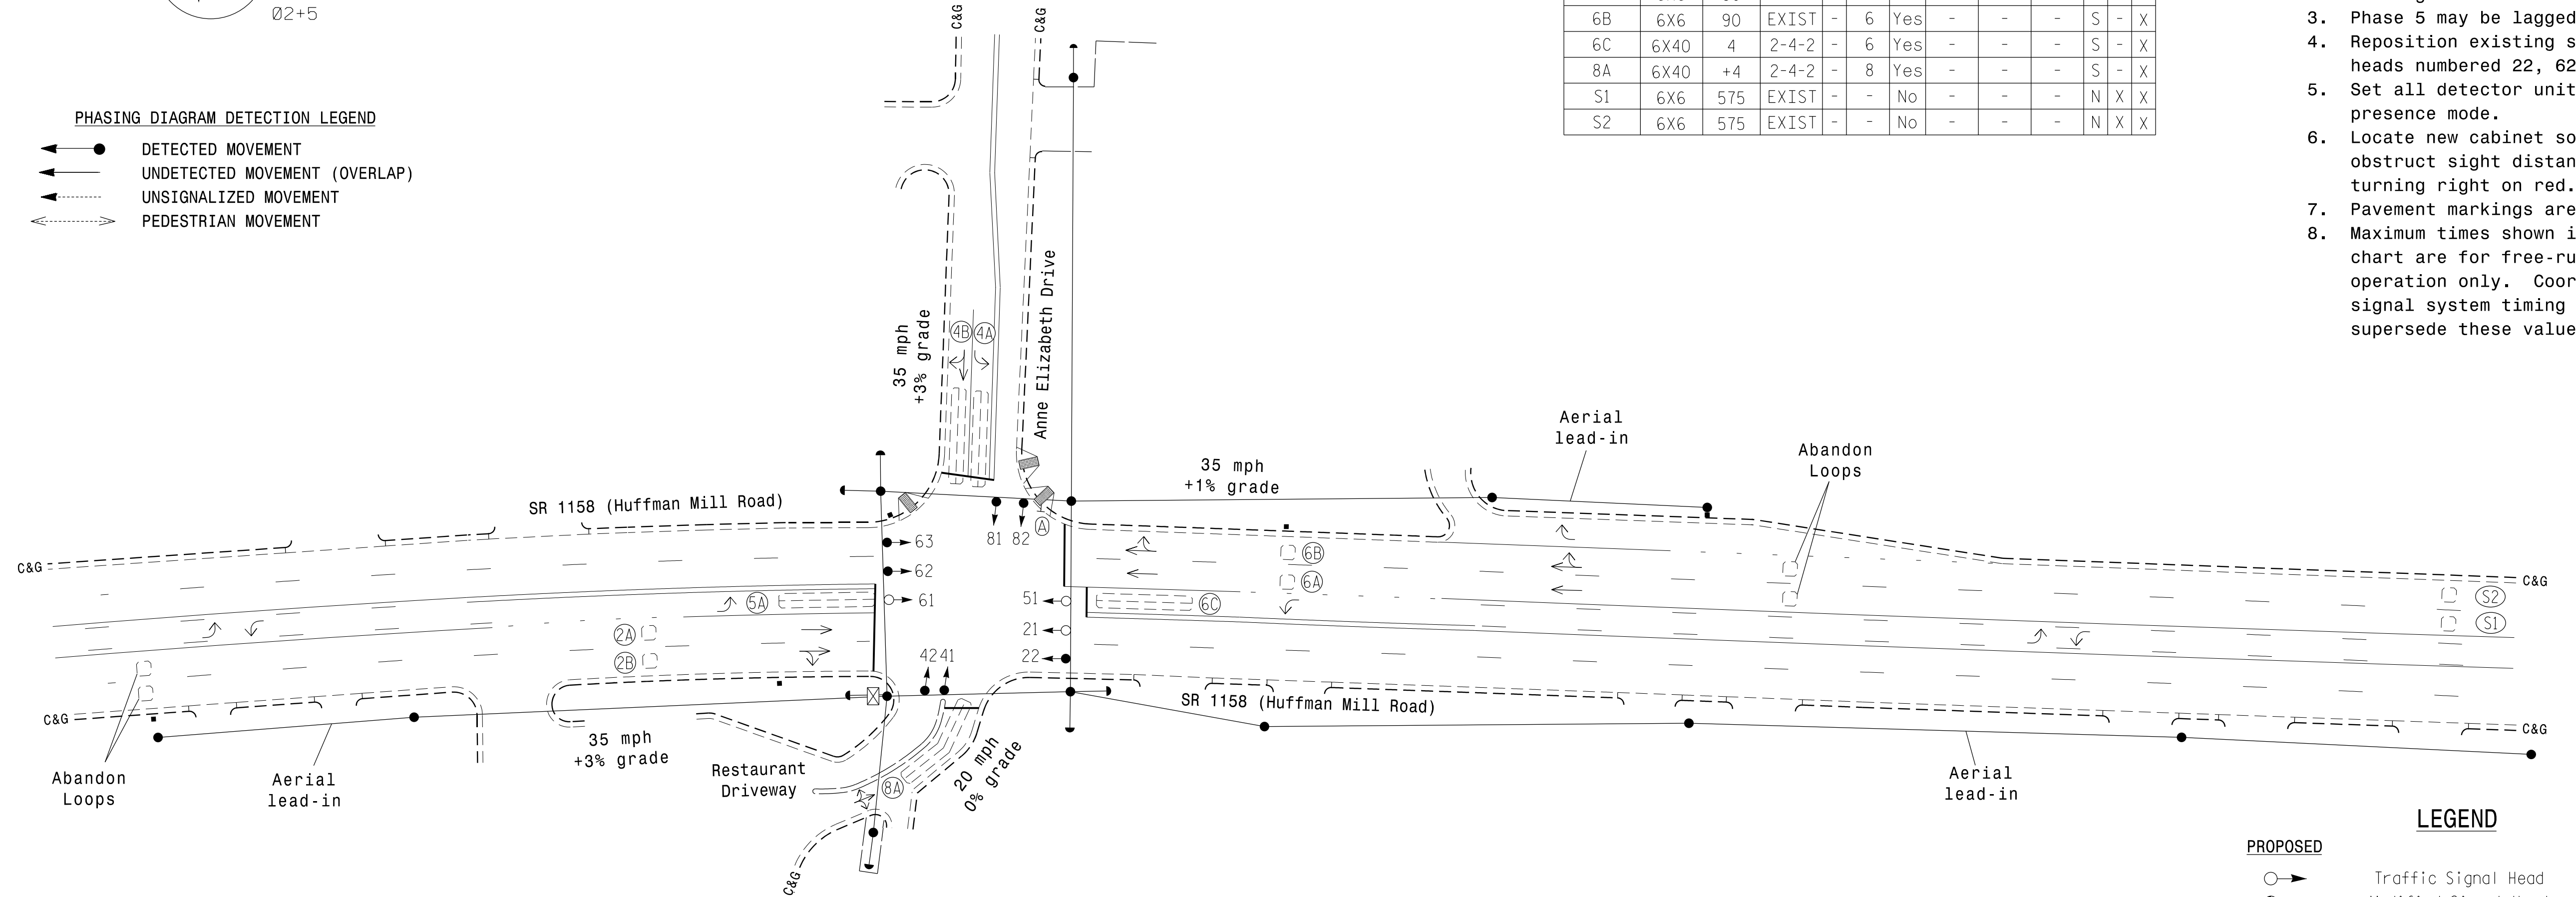 Ø2+5
PHASING DIAGRAM DETECTION LEGEND
DETECTED MOVEMENT
UNDETECTED MOVEMENT (OVERLAP)
UNSIGNALIZED MOVEMENT
PEDESTRIAN MOVEMENT
C&G
C&G
6B 6X6 90 EXIST - 6 Yes - - - S - X
6C 6X40 4 2-4-2 - 6 Yes - - - S - X
8A 6X40 +4 2-4-2 - 8 Yes - - - S - X
S1 6X6 575 EXIST - - No - - - N X X
S2 6X6 575 EXIST - - No - - - N X X
3. Phase 5 may be lagged
4. Reposition existing s
heads numbered 22, 62
5. Set all detector unit
presence mode.
6. Locate new cabinet so
obstruct sight distan
turning right on red.
7. Pavement markings are
8. Maximum times shown i
chart are for free-ru
operation only. Coor
signal system timing
supersede these value
4B 4A
35 mph
+3% grade
Anne Elizabeth Drive
Aerial
lead-in
Abandon
Loops
35 mph
+1% grade
SR 1158 (Huffman Mill Road)
A
81 82
63
62
61
6B
6A
6C
C&G
C&G
S2
S1
5A
51
21
22
2A
2B
42 41
C&G
SR 1158 (Huffman Mill Road)
C&G
35 mph
+3% grade
Restaurant
Driveway
8A
20 mph
0% grade
Abandon
Loops
Aerial
lead-in
Aerial
lead-in
C&G
LEGEND
PROPOSED
Traffic Signal Head